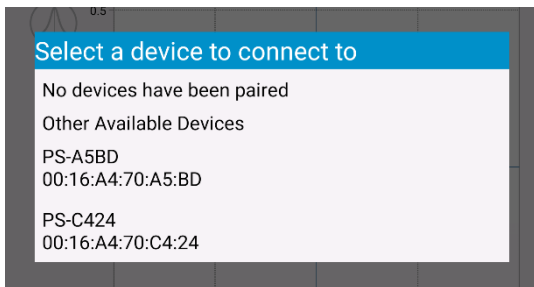 0.5
Select a device to connect to
No devices have been paired
Other Available Devices
PS-A5BD
00:16:A4:70:A5:BD
PS-C424
00:16:A4:70:C4:24